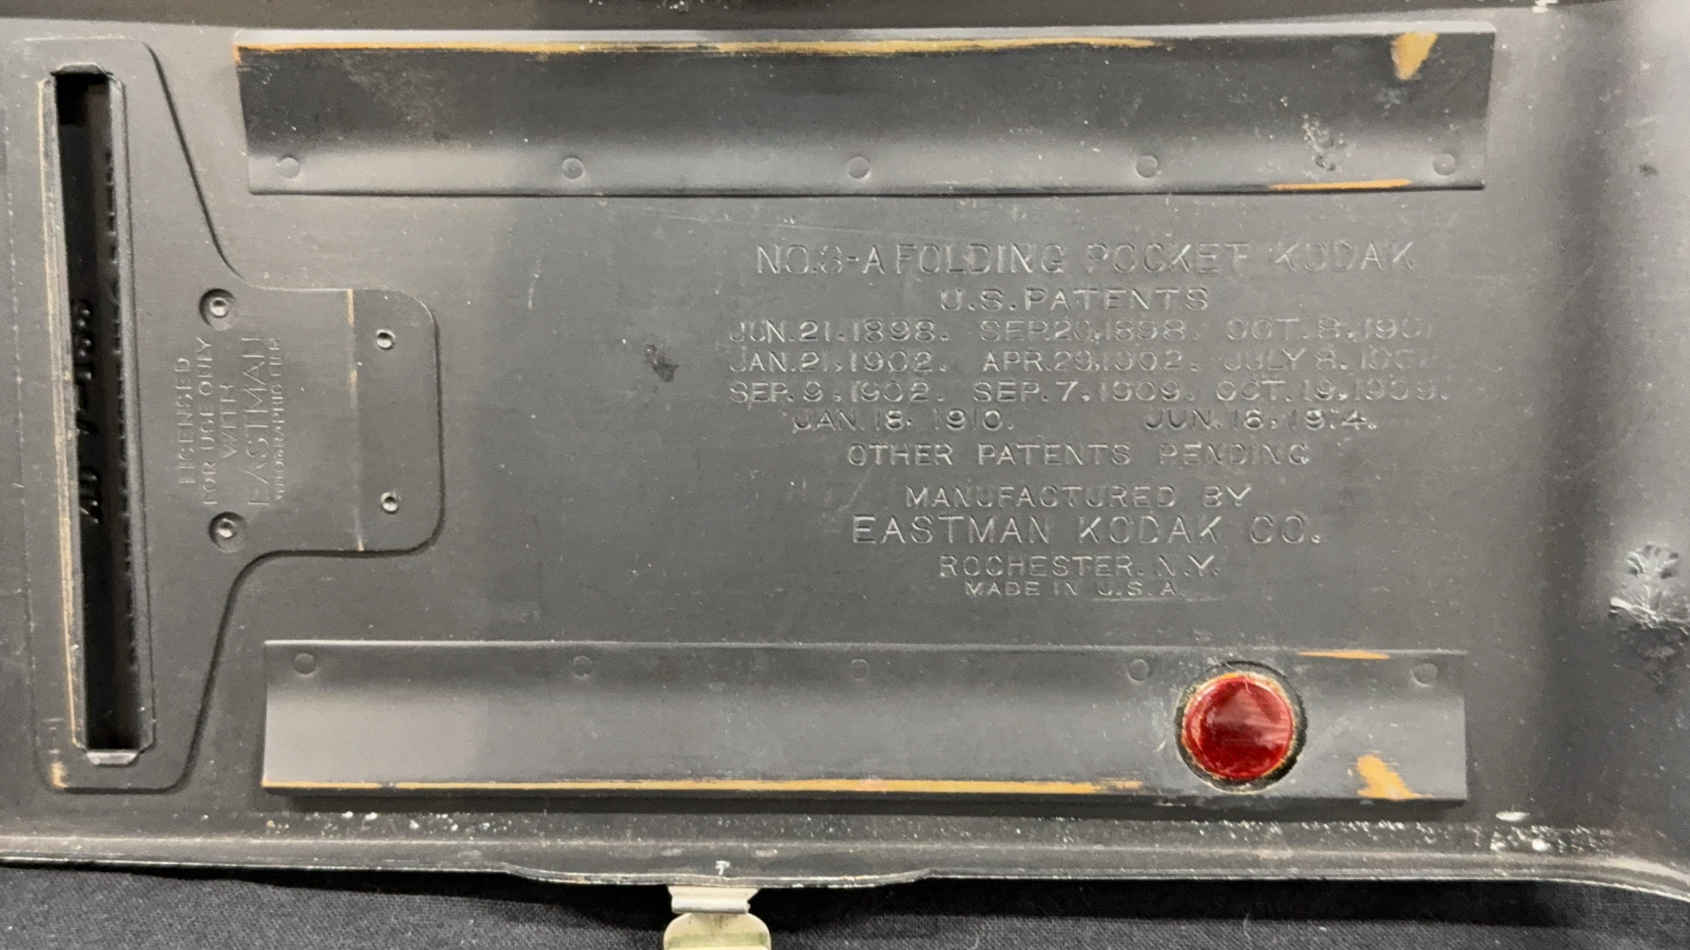 LICENSED
FOR USE ONLY
WITH
EASTMAN
NO. 3-A FOLDING POCKET KODAK
U.S. PATENTS
JUN. 21, 1898. SEP. 20, 1898. OCT. 8, 1901.
JAN. 21, 1902. APR. 29, 1902. JULY 8, 1902.
SEP. 9, 1902. SEP. 7, 1909. OCT. 19, 1909.
JAN. 18, 1910. JUN. 16, 1914.
OTHER PATENTS PENDING
MANUFACTURED BY
EASTMAN KODAK CO.
ROCHESTER, N.Y.
MADE IN U.S.A.